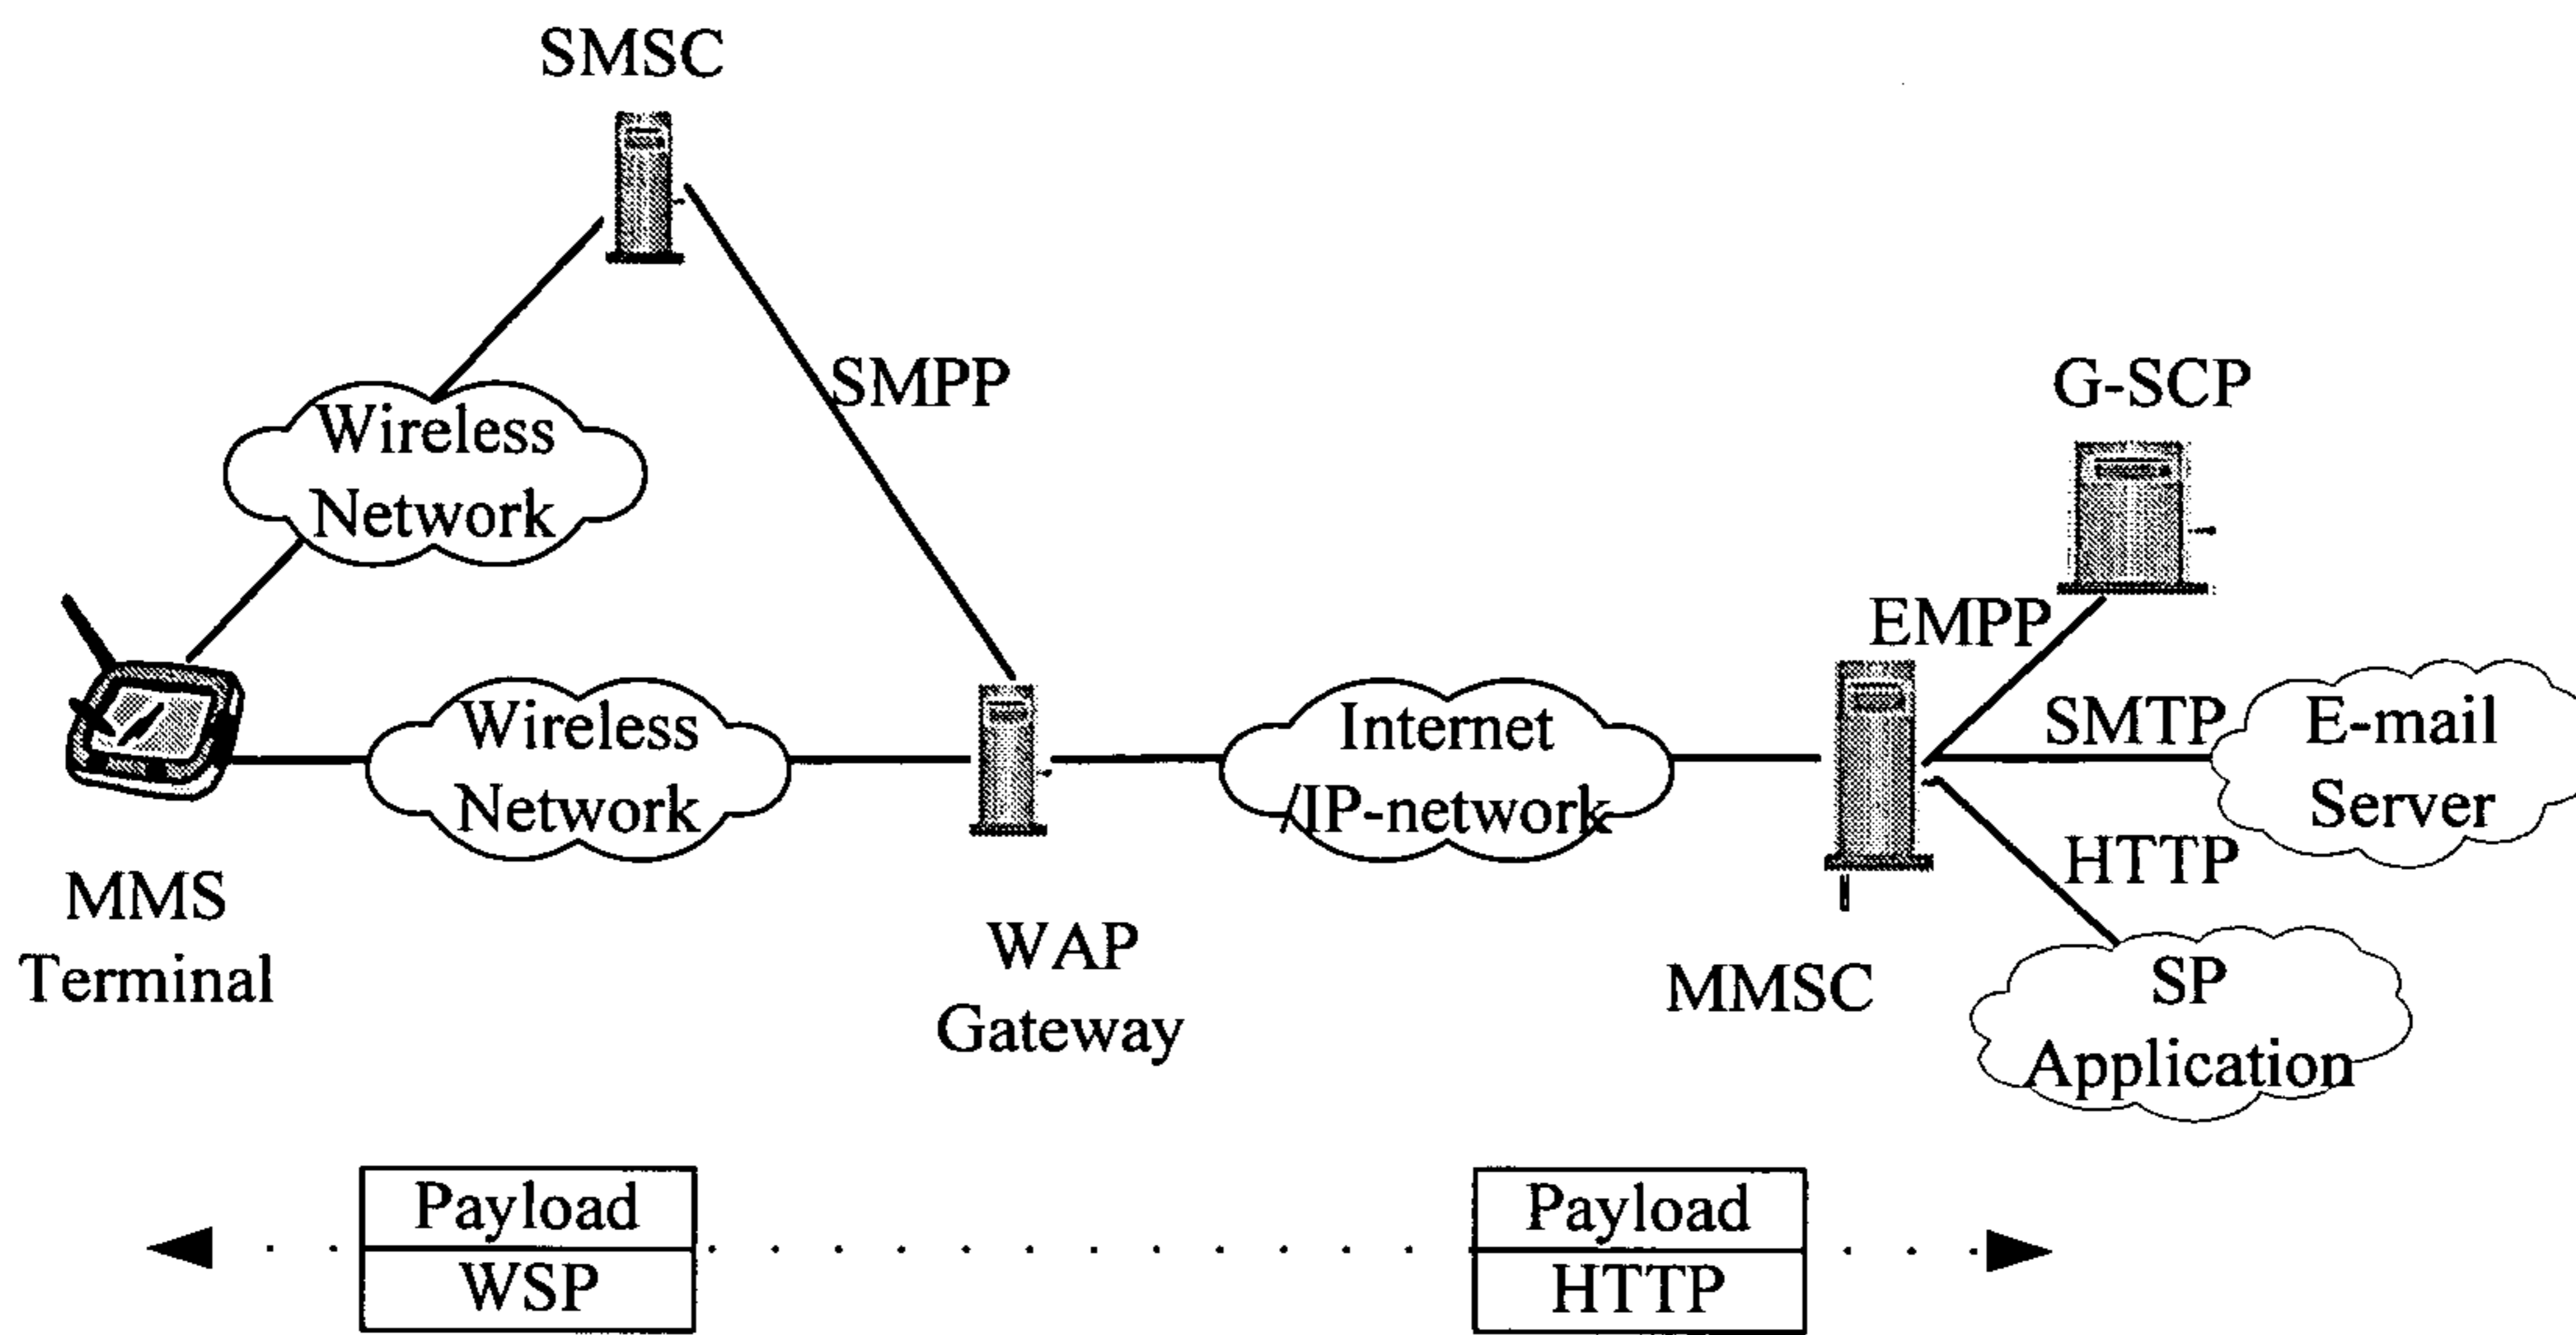 SMSC
SMPP
Wireless
Network
G-SCP
EMPP
Wireless
Network
Internet
/IP-network
SMTP
E-mail
Server
HTTP
MMS
Terminal
WAP
Gateway
MMSC
SP
Application
Payload
WSP
Payload
HTTP